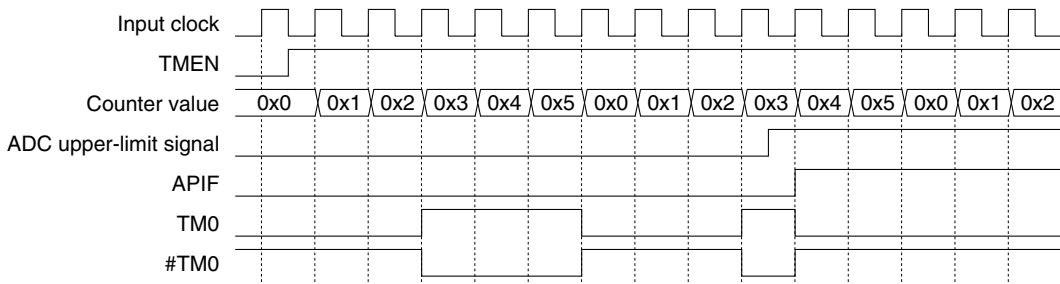 Input clock
TMEN
Counter value 0x0 0x1 0x2 0x3 0x4 0x5 0x0 0x1 0x2 0x3 0x4 0x5 0x0 0x1 0x2
ADC upper-limit signal
APIF
TM0
#TM0